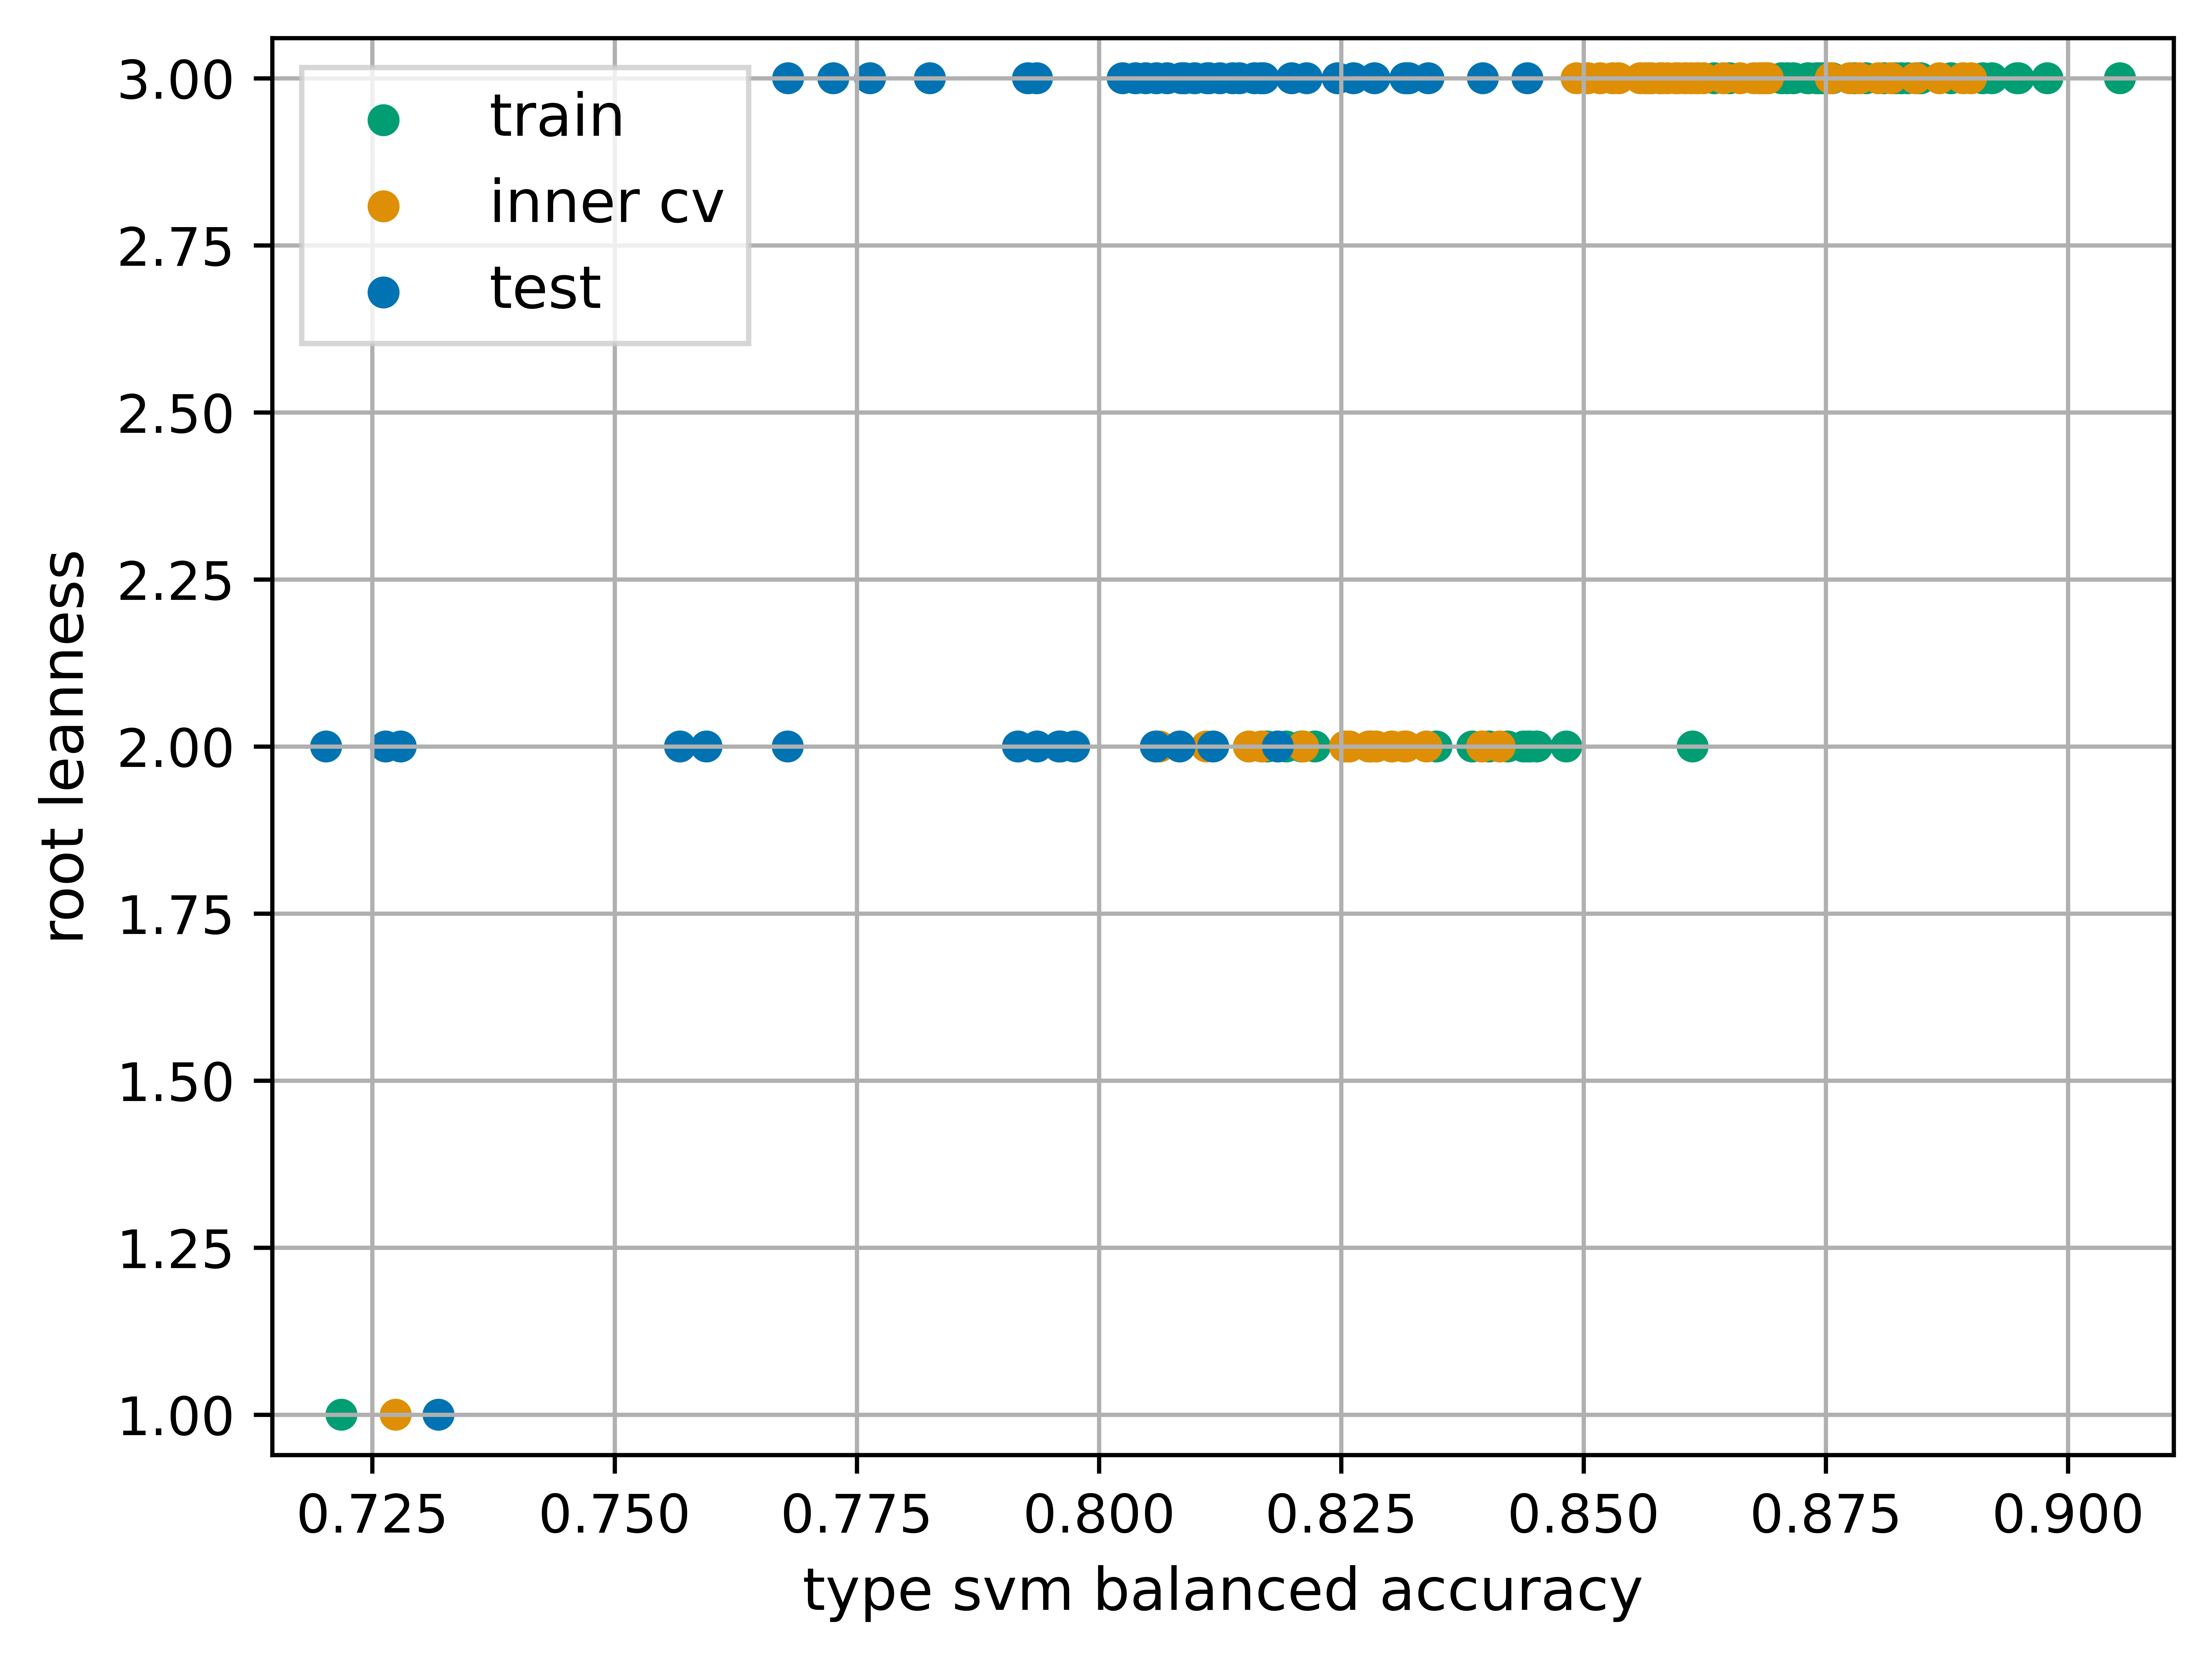 train
inner cv
test
3.00
2.75
2.50
2.25
2.00
1.75
1.50
1.25
1.00
root leanness
0.725 0.750 0.775 0.800 0.825 0.850 0.875 0.900
type svm balanced accuracy